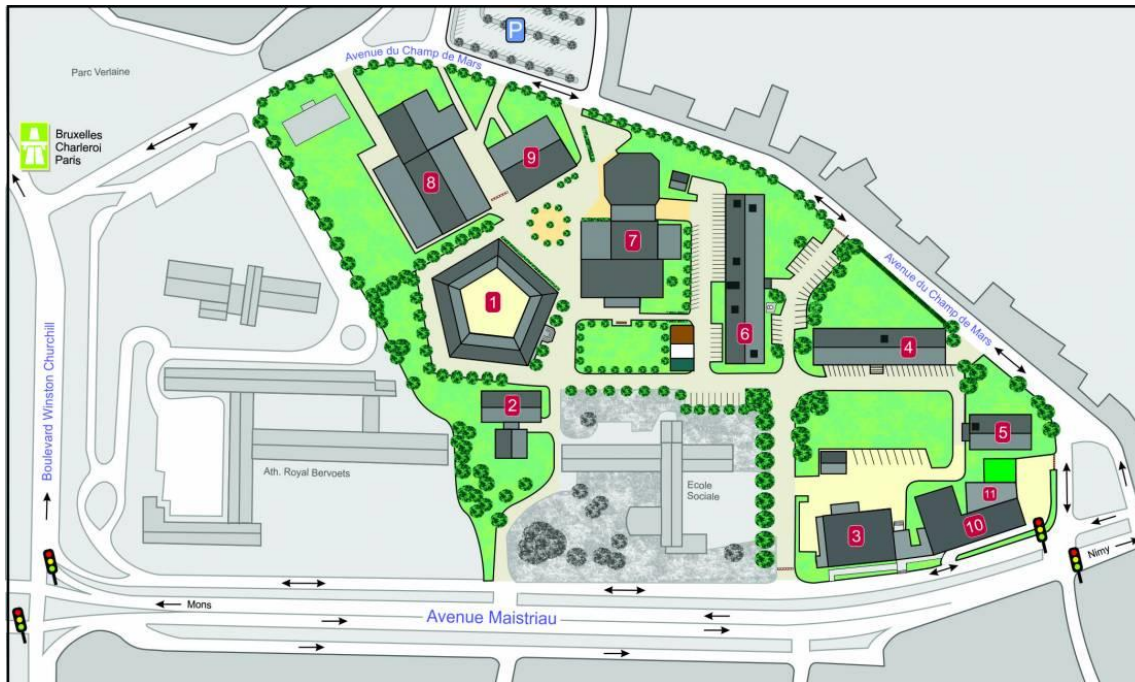 P
Avenue du Champ de Mars
Parc Verlaine
Bruxelles
Charleroi
Paris
9
8
7
1
6
Avenue du Champ de Mars
4
Boulevard Winston Churchill
2
5
Ath. Royal Bervoets
Ecole
Sociale
11
3
10
Nimy
Mons
Avenue Maistriau